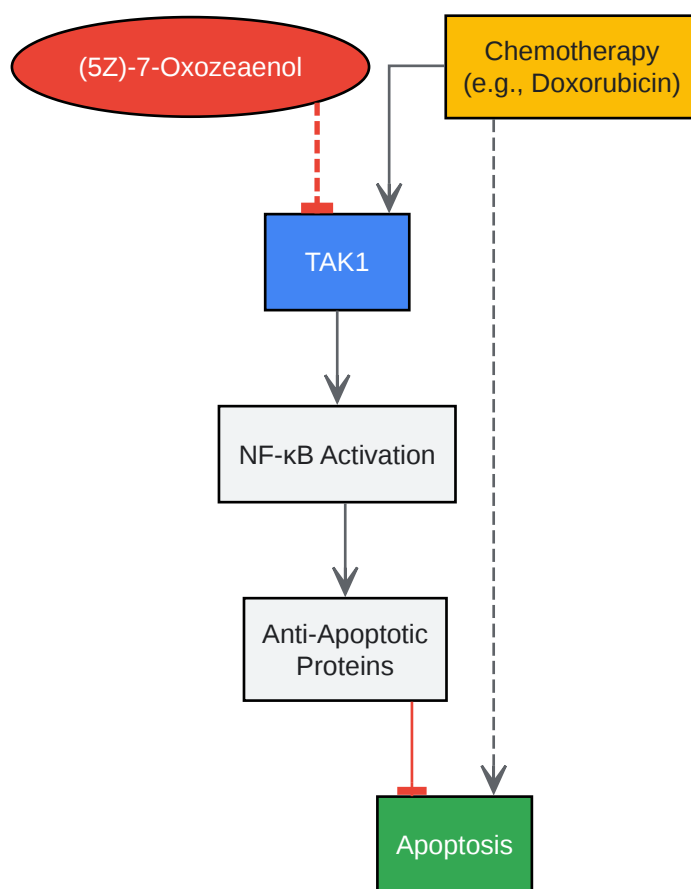 (5Z)-7-Oxozeaenol
Chemotherapy
(e.g., Doxorubicin)
TAK1
NF-κB Activation
Anti-Apoptotic
Proteins
Apoptosis